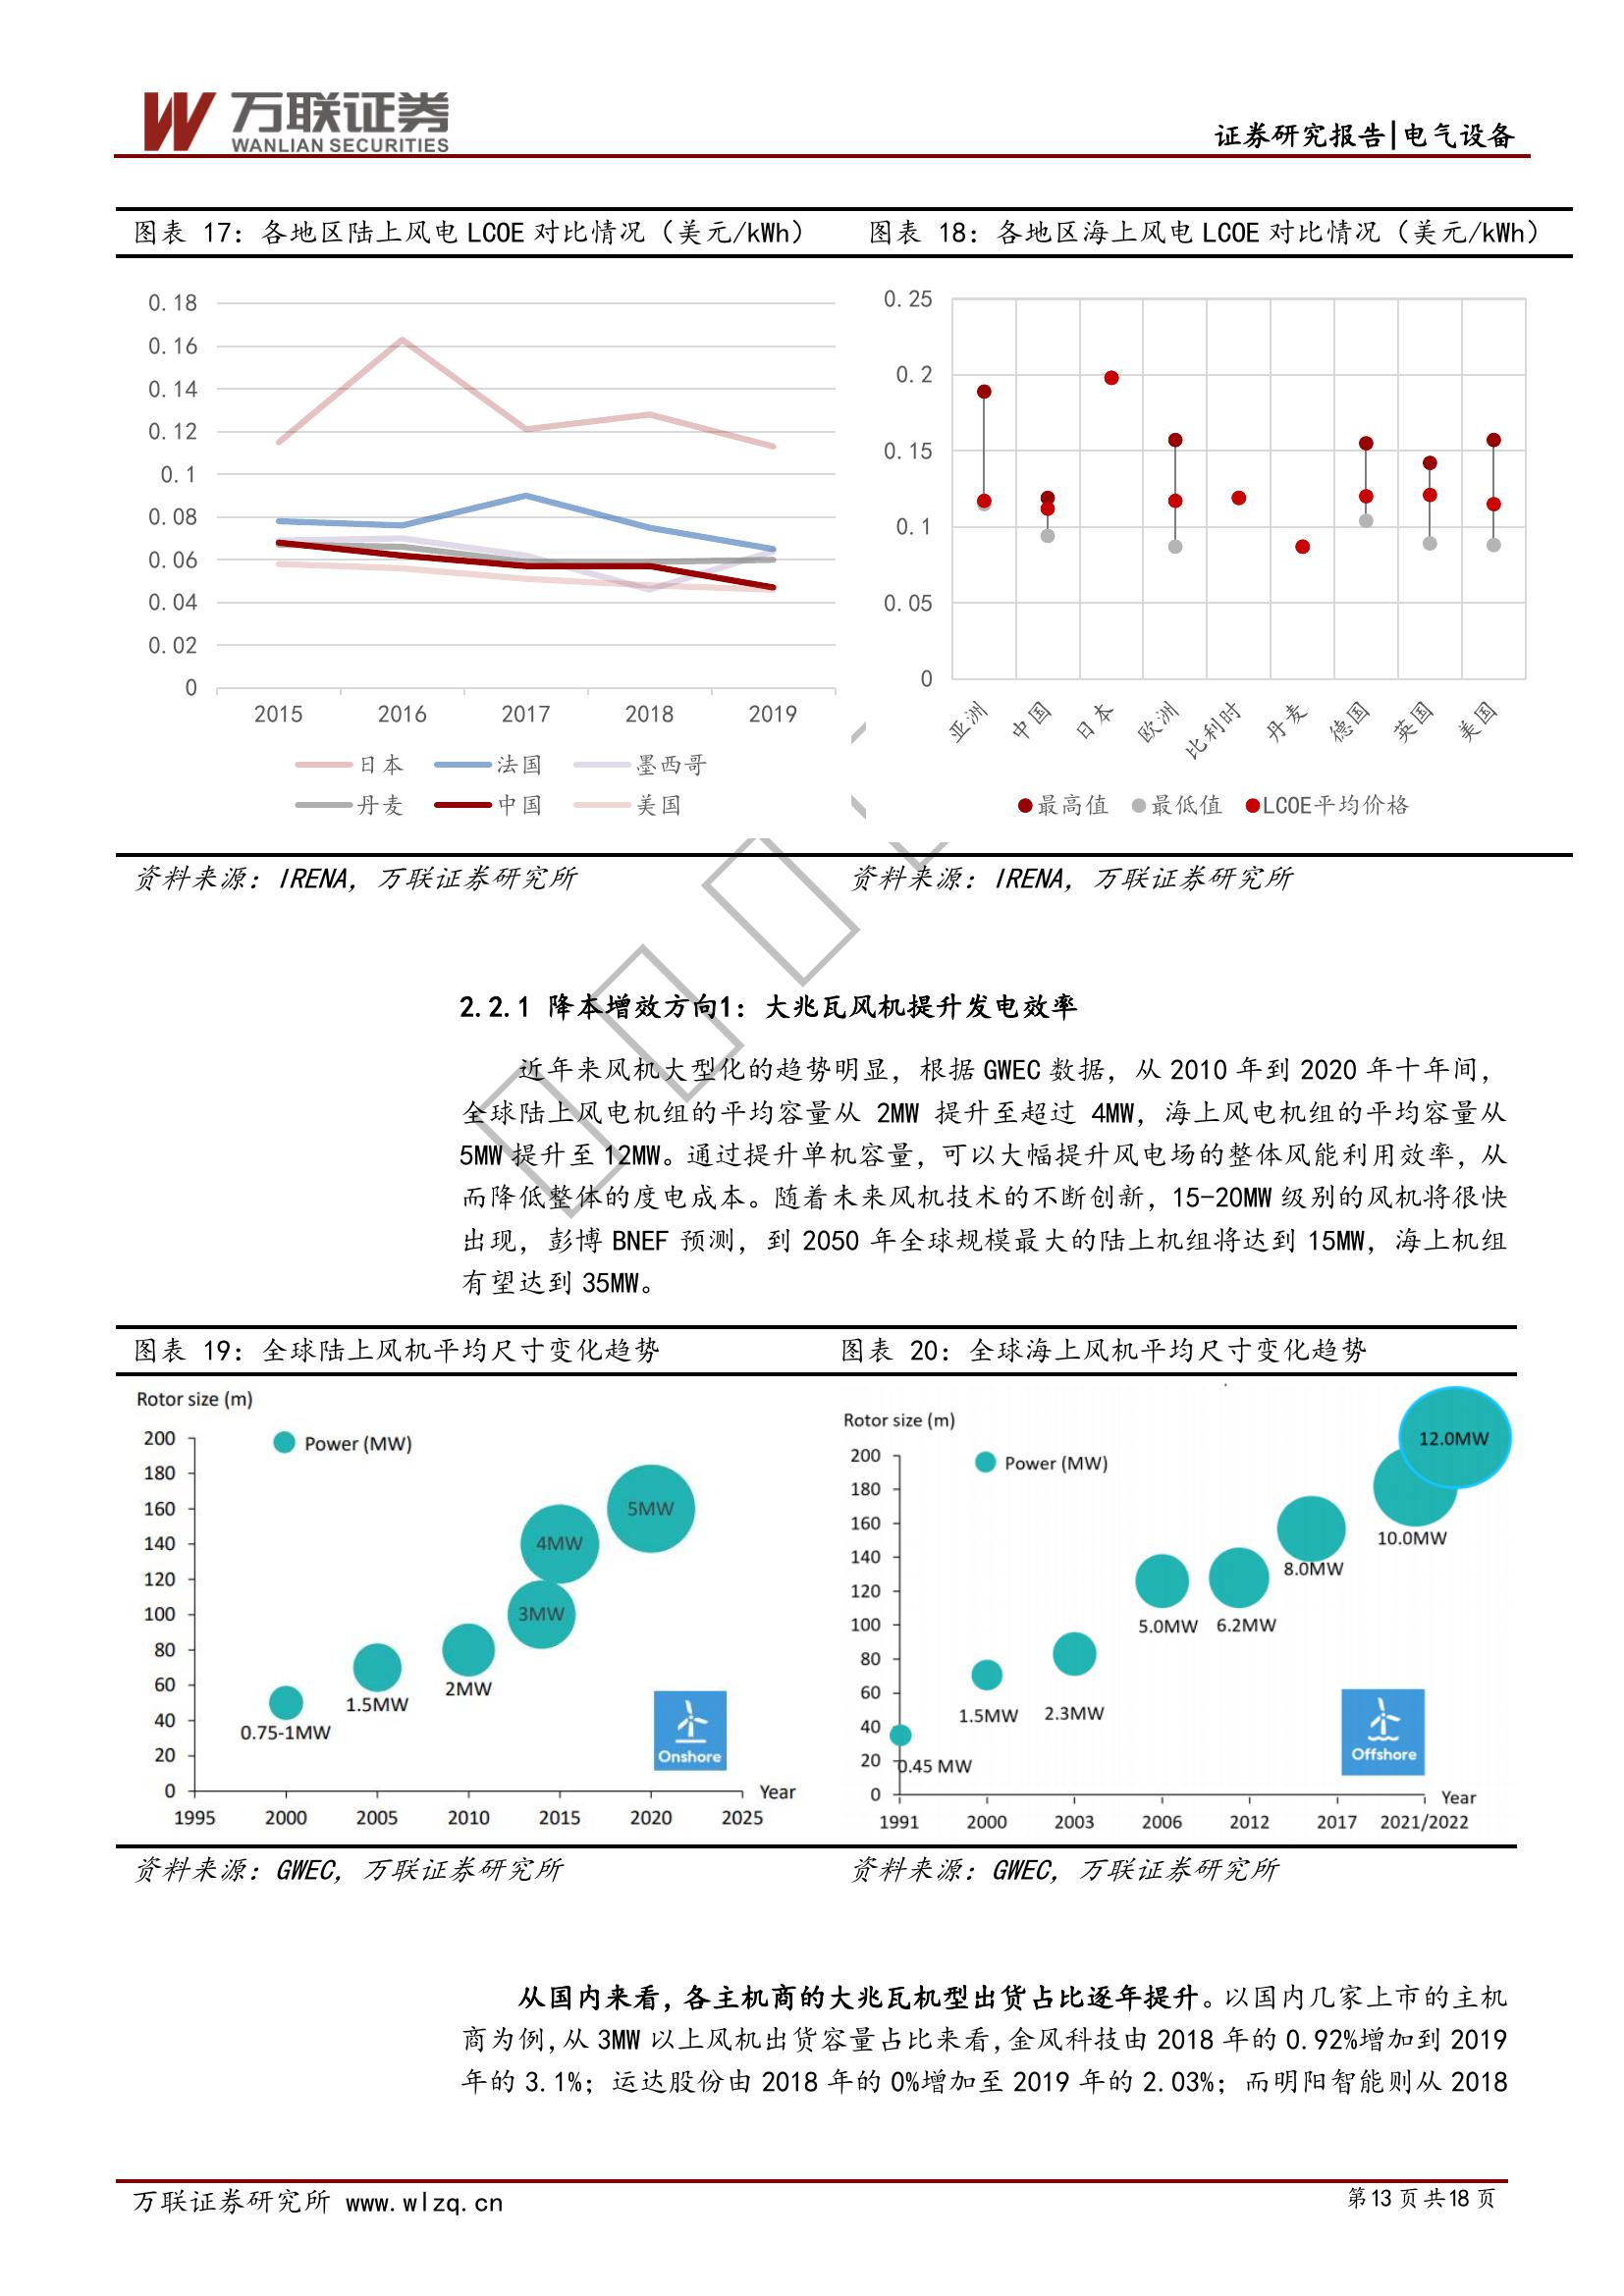 万联证券
WANLIAN SECURITIES
证券研究报告|电气设备
图表 17：各地区陆上风电 LCOE 对比情况（美元/kWh）
0.18
0.16
0.14
0.12
0.1
0.08
0.06
0.04
0.02
0
2015 2016 2017 2018 2019
日本 法国 墨西哥
丹麦 中国 美国
资料来源：IRENA，万联证券研究所
图表 18：各地区海上风电 LCOE 对比情况（美元/kWh）
0.25
0.2
0.15
0.1
0.05
0
亚洲 中国 日本 欧洲 比利时 丹麦 德国 英国 美国
最高值 最低值 LCOE平均价格
资料来源：IRENA，万联证券研究所
2.2.1 降本增效方向1：大兆瓦风机提升发电效率
近年来风机大型化的趋势明显，根据 GWEC 数据，从 2010 年到 2020 年十年间，
全球陆上风电机组的平均容量从 2MW 提升至超过 4MW，海上风电机组的平均容量从
5MW 提升至 12MW。通过提升单机容量，可以大幅提升风电场的整体风能利用效率，从
而降低整体的度电成本。随着未来风机技术的不断创新，15-20MW 级别的风机将很快
出现，彭博 BNEF 预测，到 2050 年全球规模最大的陆上机组将达到 15MW，海上机组
有望达到 35MW。
图表 19：全球陆上风机平均尺寸变化趋势
Rotor size (m)
Power (MW)
200
180
160
140
120
100
80
60
40
20
0
5MW
4MW
3MW
2MW
1.5MW
0.75-1MW
Onshore
Year
1995 2000 2005 2010 2015 2020 2025
资料来源：GWEC，万联证券研究所
图表 20：全球海上风机平均尺寸变化趋势
Rotor size (m)
Power (MW)
200
180
160
140
120
100
80
60
40
20
0
12.0MW
10.0MW
8.0MW
5.0MW 6.2MW
1.5MW 2.3MW
0.45 MW
Offshore
Year
1991 2000 2003 2006 2012 2017 2021/2022
资料来源：GWEC，万联证券研究所
从国内来看，各主机商的大兆瓦机型出货占比逐年提升。以国内几家上市的主机
商为例，从 3MW 以上风机出货容量占比来看，金风科技由 2018 年的 0.92%增加到 2019
年的 3.1%；运达股份由 2018 年的 0%增加至 2019 年的 2.03%；而明阳智能则从 2018
万联证券研究所 www.wlzq.cn
第13页共18页